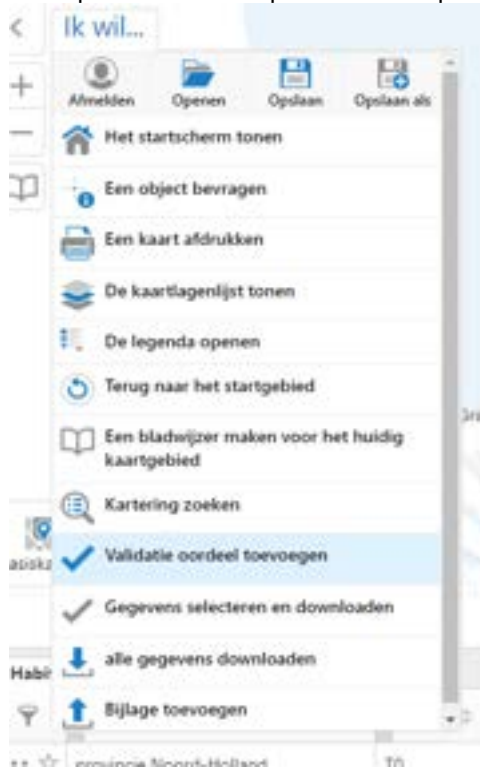 Ik wil...
Afmelden Openen Opslaan Opslaan als
Het startscherm tonen
Een object bevragen
Een kaart afdrukken
De kaartlagenlijst tonen
De legenda openen
Terug naar het startgebied
Een bladwijzer maken voor het huidig
kaartgebied
Kartering zoeken
Validatie oordeel toevoegen
Gegevens selecteren en downloaden
alle gegevens downloaden
Habit
Bijlage toevoegen
provincie Noord-Holland T0